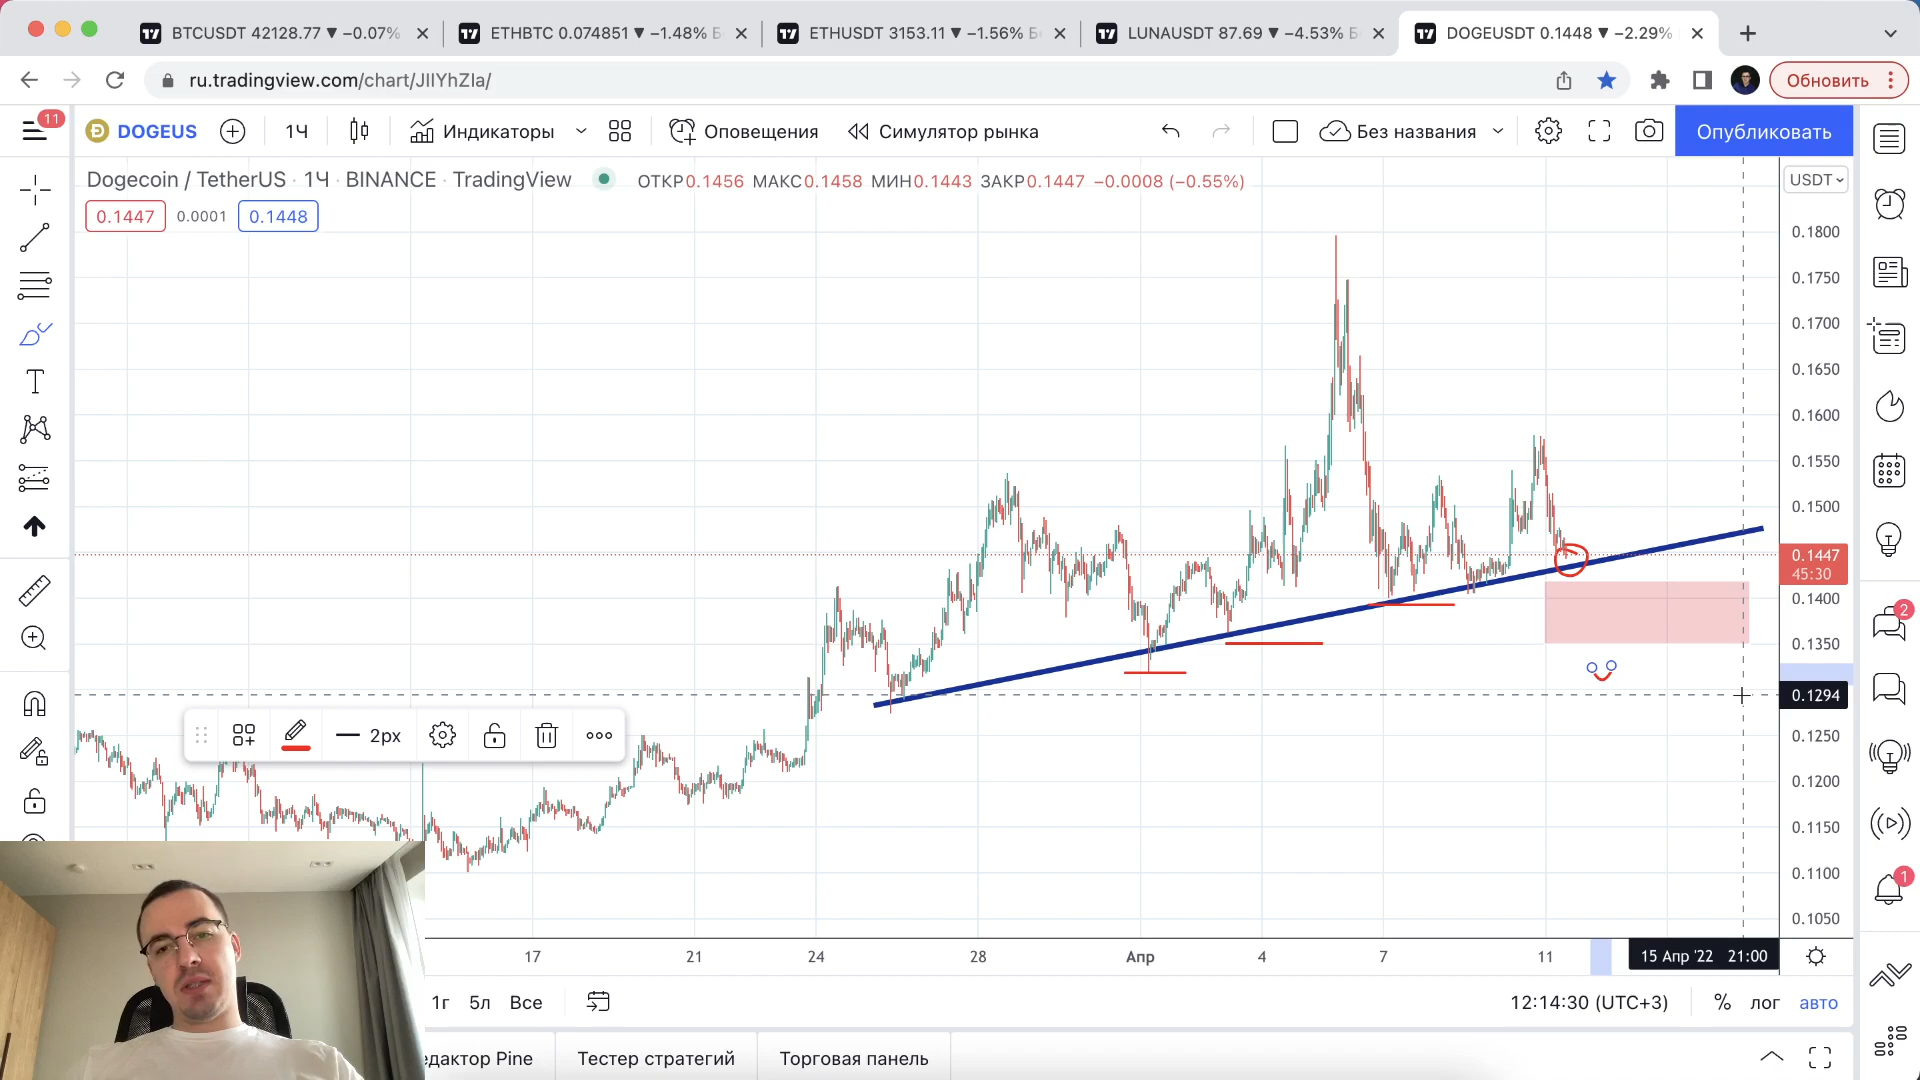 BTCUSDT 42128.77 ▼ −0.07%
ETHBTC 0.074851 ▼ −1.48% Б
ETHUSDT 3153.11 ▼ −1.56% Б
LUNAUSDT 87.69 ▼ −4.53% Б
DOGEUSDT 0.1448 ▼ −2.29%
ru.tradingview.com/chart/JIIYhZIa/
Обновить
11
DOGEUS
1Ч
Индикаторы
Оповещения
Симулятор рынка
Без названия
Опубликовать
Dogecoin / TetherUS · 1Ч · BINANCE · TradingView
ОТКР0.1456 МАКС0.1458 МИН0.1443 ЗАКР0.1447 −0.0008 (−0.55%)
USDT
0.1447
0.0001
0.1448
0.1800
0.1750
0.1700
0.1650
0.1600
0.1550
0.1500
0.1447
45:30
0.1400
0.1350
0.1294
0.1250
0.1200
0.1150
0.1100
0.1050
2px
2
1
17
21
24
28
Апр
4
7
11
15 Апр '22 21:00
1г
5л
Все
12:14:30 (UTC+3)
%
лог
авто
едактор Pine
Тестер стратегий
Торговая панель